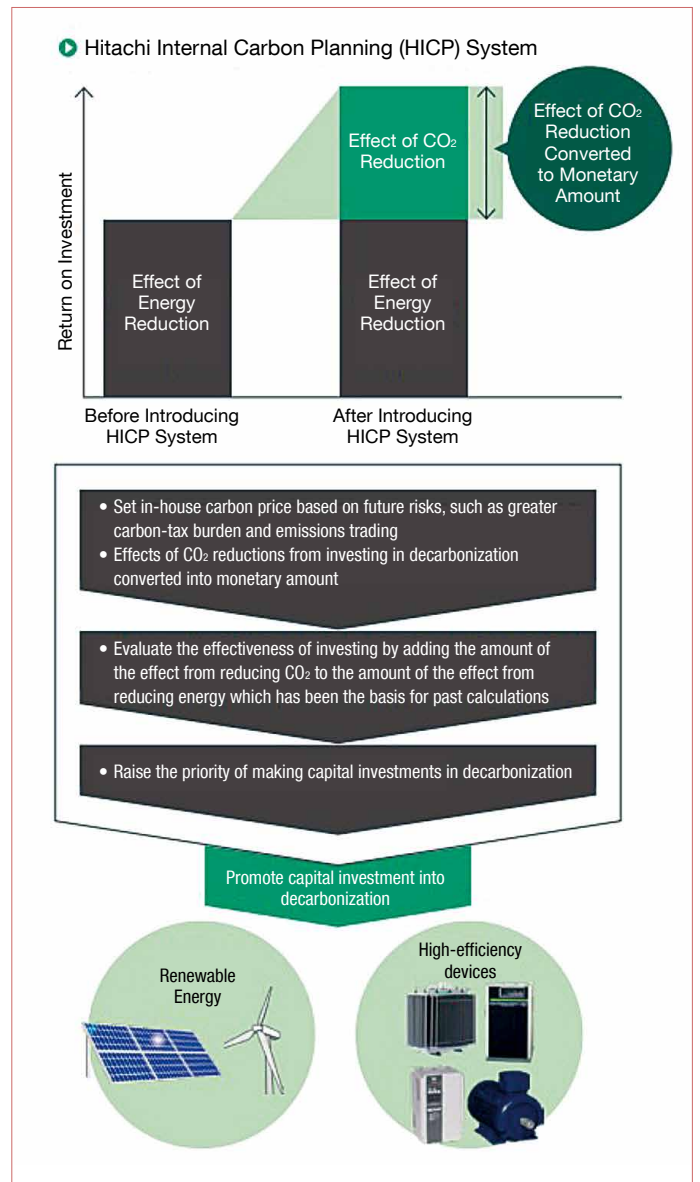 Hitachi Internal Carbon Planning (HICP) System
Return on Investment
Effect of
Energy
Reduction
Effect of CO₂
Reduction
Effect of
Energy
Reduction
Effect of CO₂
Reduction
Converted
to Monetary
Amount
Before Introducing
HICP System
After Introducing
HICP System
• Set in-house carbon price based on future risks, such as greater
carbon-tax burden and emissions trading
• Effects of CO₂ reductions from investing in decarbonization
converted into monetary amount
• Evaluate the effectiveness of investing by adding the amount of
the effect from reducing CO₂ to the amount of the effect from
reducing energy which has been the basis for past calculations
• Raise the priority of making capital investments in decarbonization
Promote capital investment into
decarbonization
Renewable
Energy
High-efficiency
devices